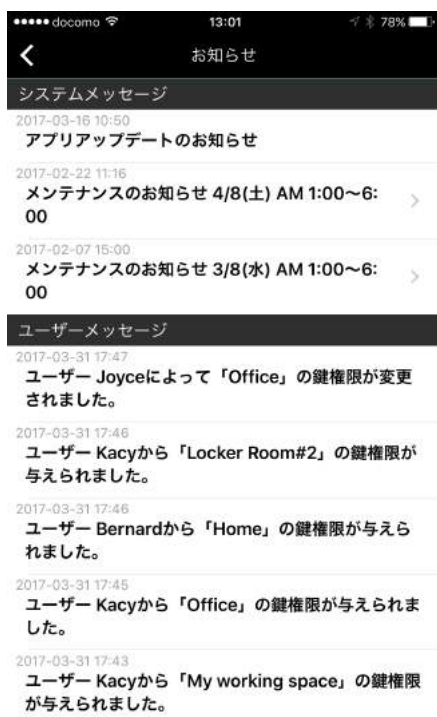 docomo 13:01 78%
お知らせ
システムメッセージ
2017-03-16 10:50
アプリアップデートのお知らせ
2017-02-22 11:16
メンテナンスのお知らせ 4/8(土) AM 1:00〜6:
00
2017-02-07 15:00
メンテナンスのお知らせ 3/8(水) AM 1:00〜6:
00
ユーザーメッセージ
2017-03-31 17:47
ユーザー Joyceによって「Office」の鍵権限が変更
されました。
2017-03-31 17:46
ユーザー Kacyから「Locker Room#2」の鍵権限が
与えられました。
2017-03-31 17:46
ユーザー Bernardから「Home」の鍵権限が与えら
れました。
2017-03-31 17:45
ユーザー Kacyから「Office」の鍵権限が与えられま
した。
2017-03-31 17:43
ユーザー Kacyから「My working space」の鍵権限
が与えられました。